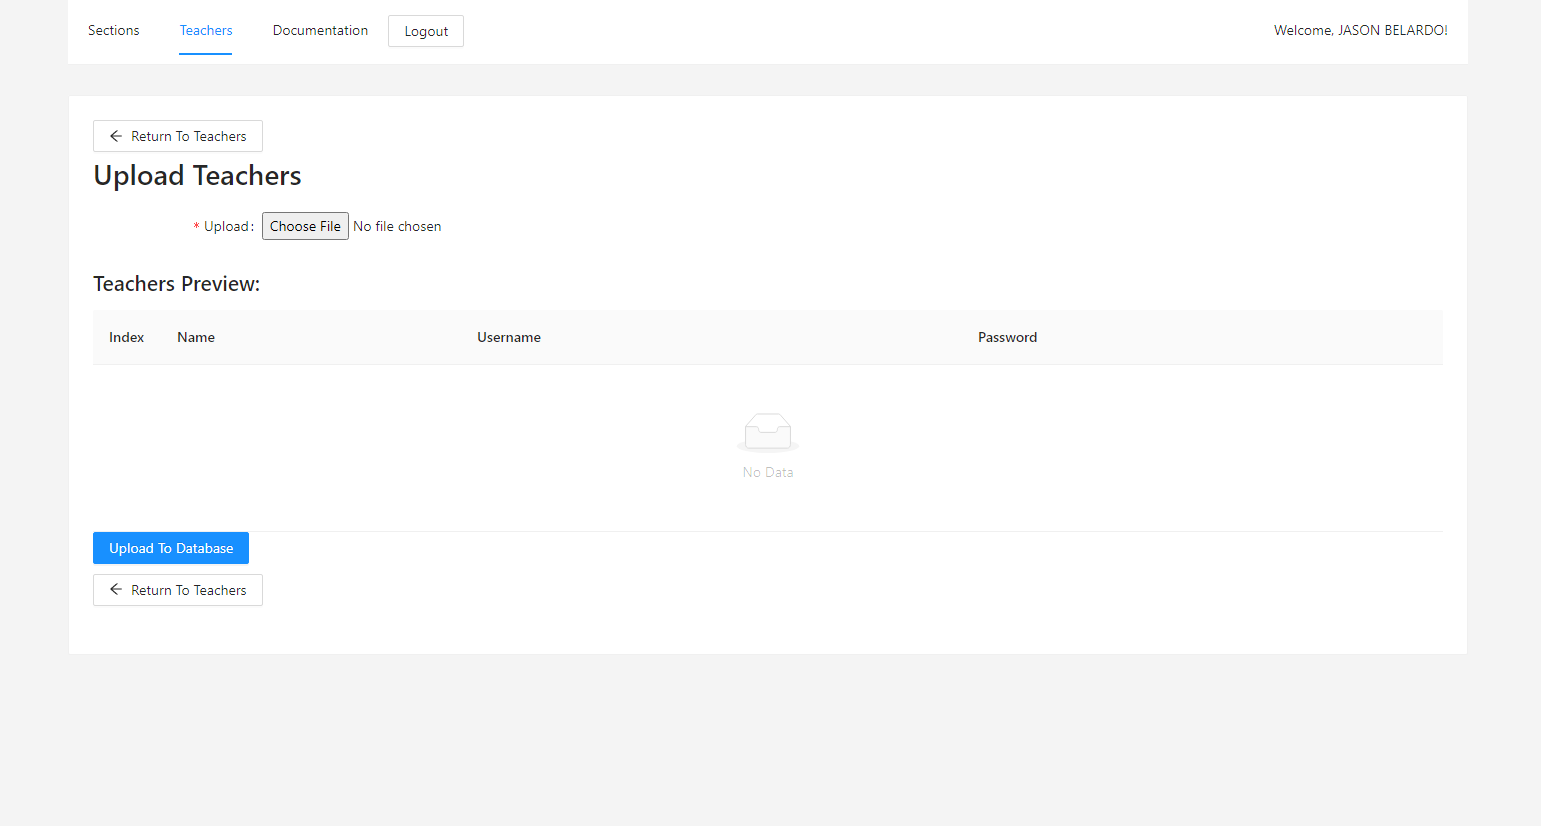 Sections Teachers Documentation Logout Welcome, JASON BELARDO!
← Return To Teachers
Upload Teachers
* Upload: Choose File No file chosen
Teachers Preview:
Index Name Username Password
No Data
Upload To Database
← Return To Teachers